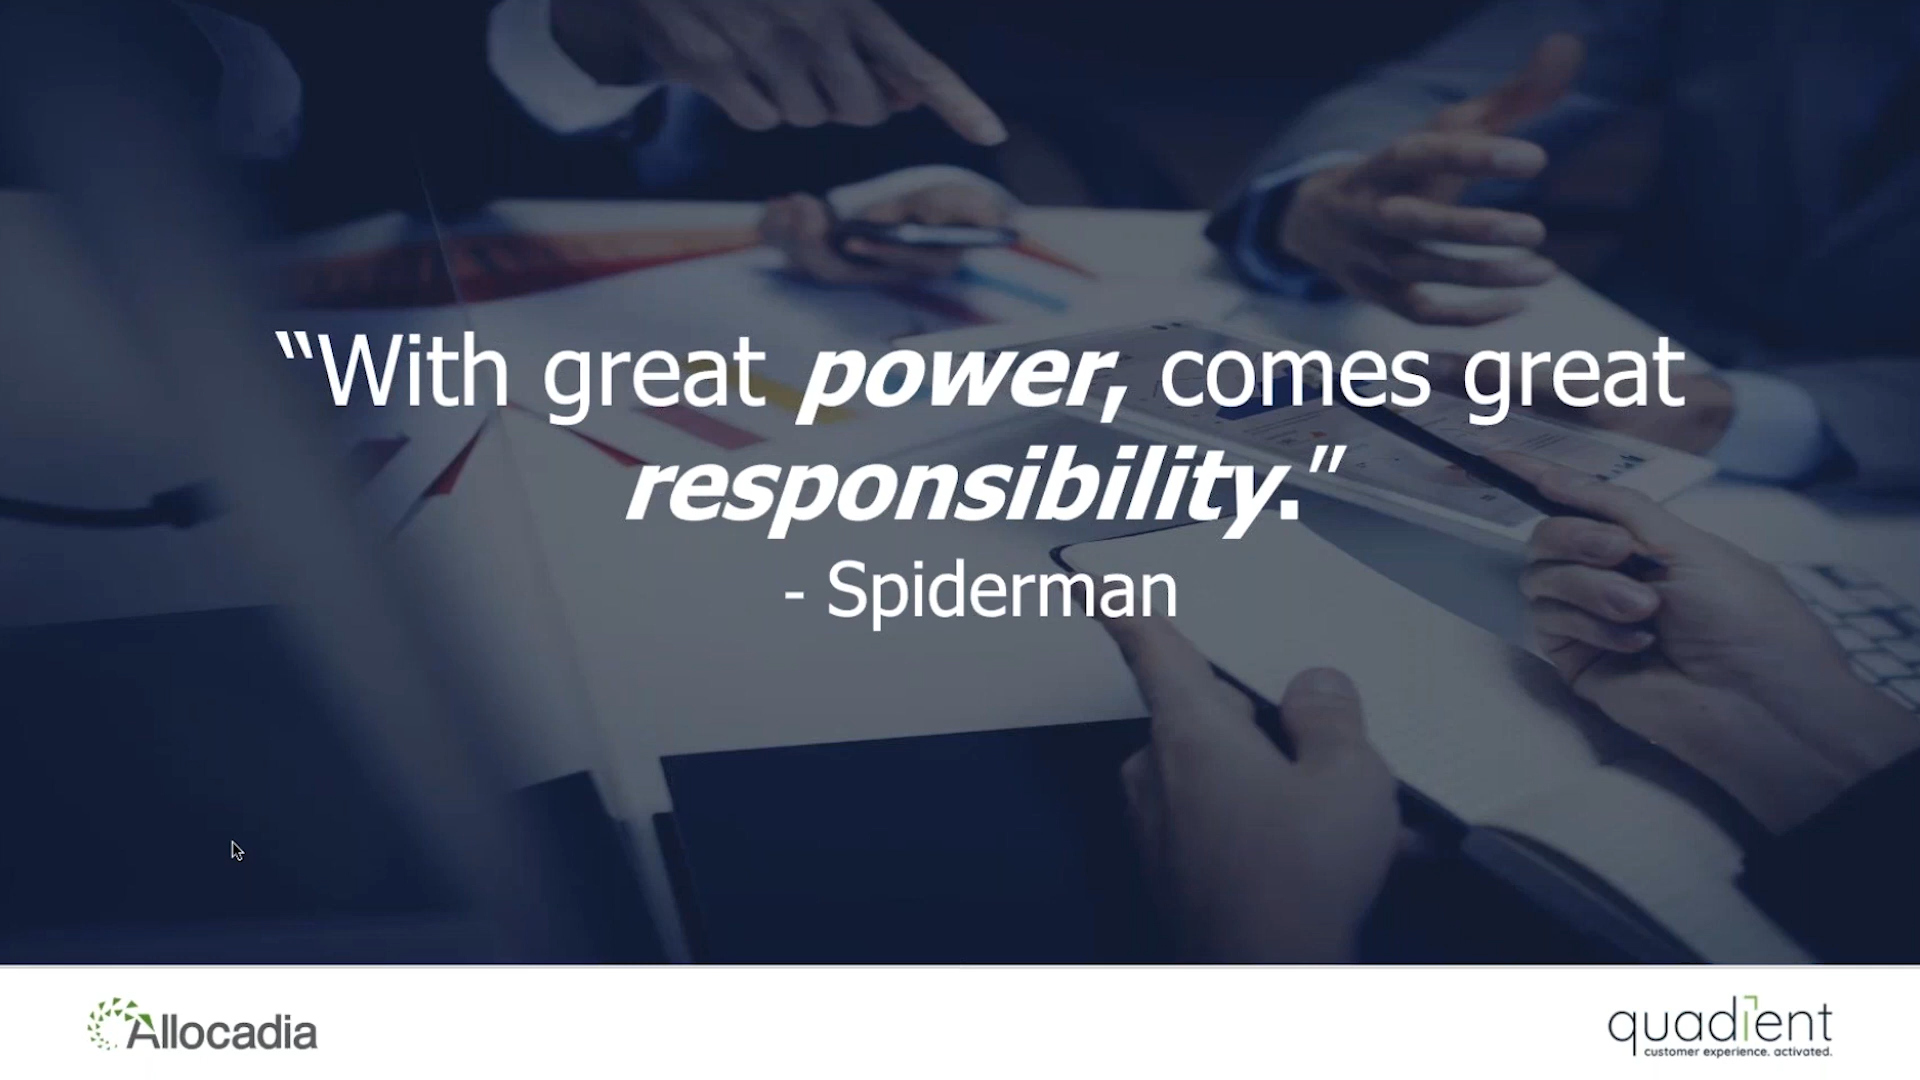 “With great power, comes great
responsibility.”
- Spiderman
Allocadia
quadient
customer experience. activated.